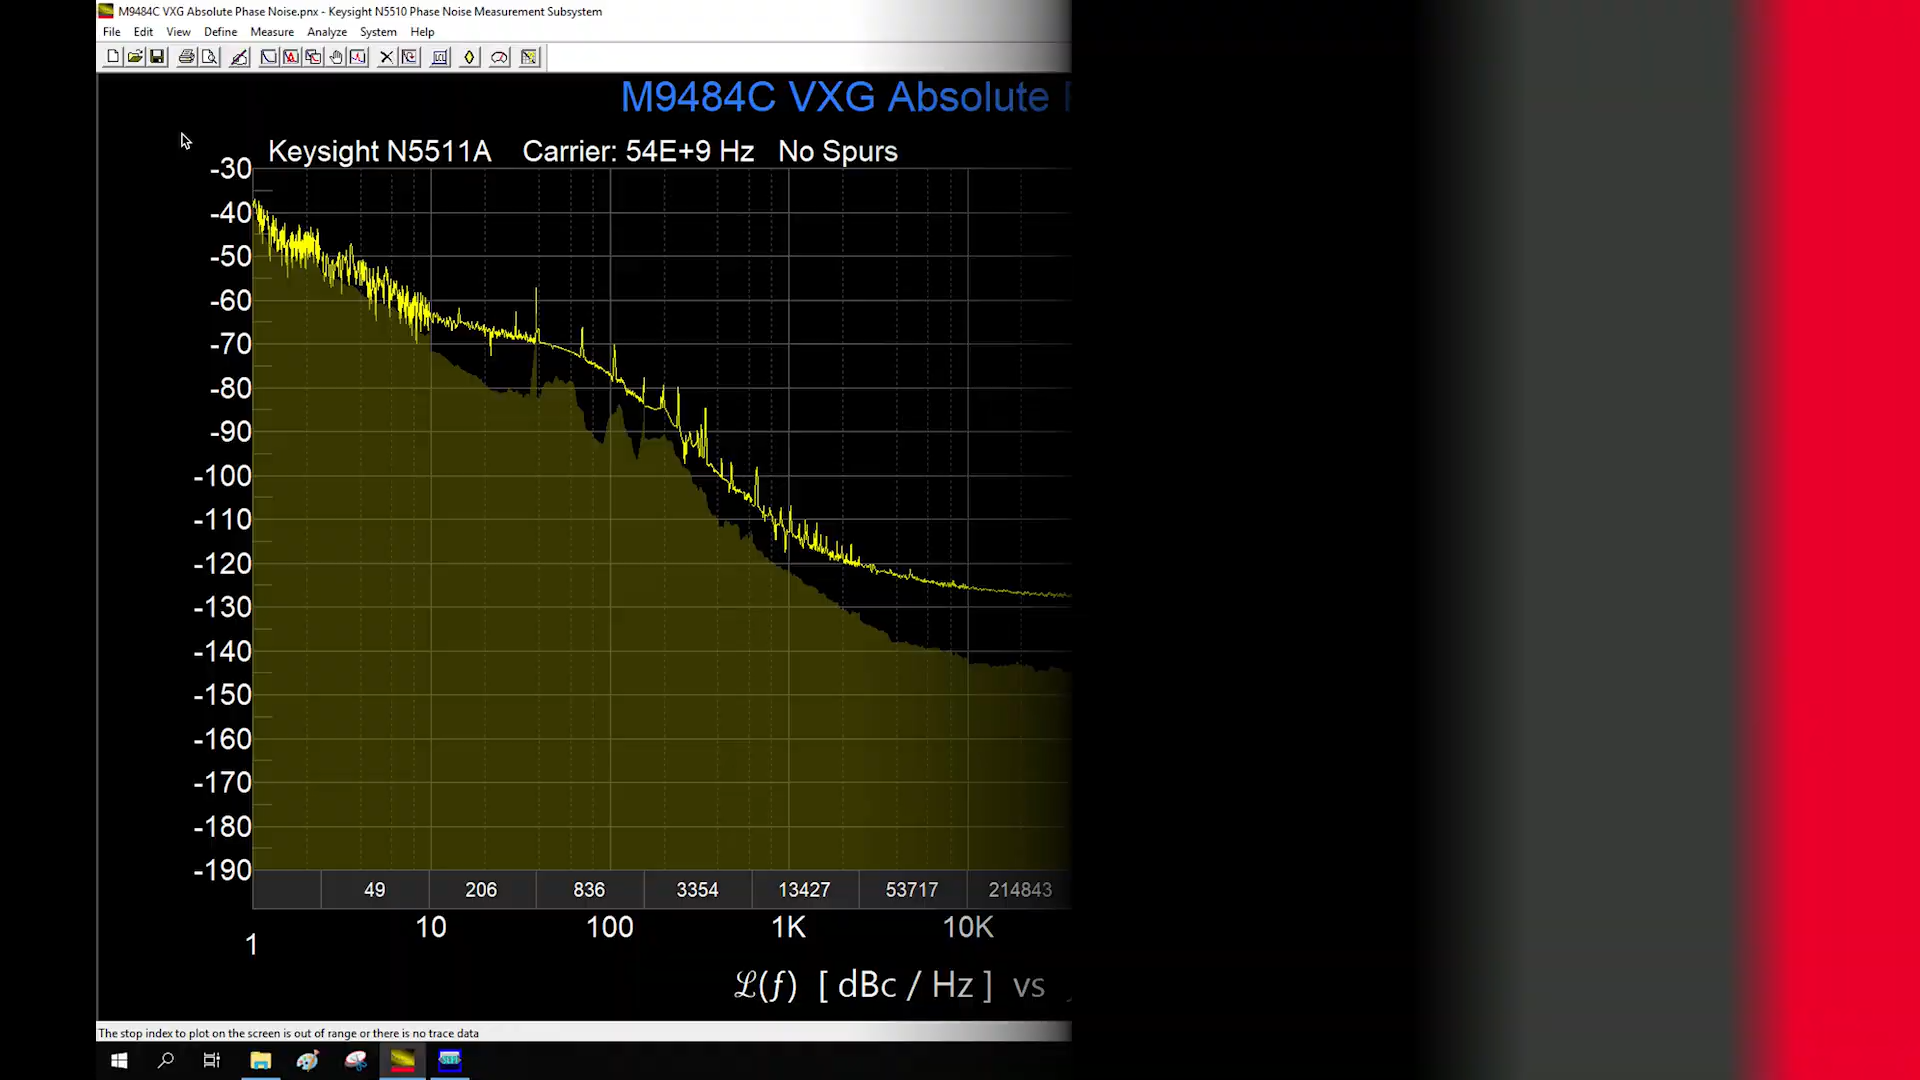 M9484C VXG Absolute Phase Noise.pnx - Keysight N5510 Phase Noise Measurement Subsystem
File Edit View Define Measure Analyze System Help
M9484C VXG Absolute
Keysight N5511A Carrier: 54E+9 Hz No Spurs
-30
-40
-50
-60
-70
-80
-90
-100
-110
-120
-130
-140
-150
-160
-170
-180
-190
49 206 836 3354 13427 53717 214843
1 10 100 1K 10K
ℒ(f) [ dBc / Hz ] vs
The stop index to plot on the screen is out of range or there is no trace data